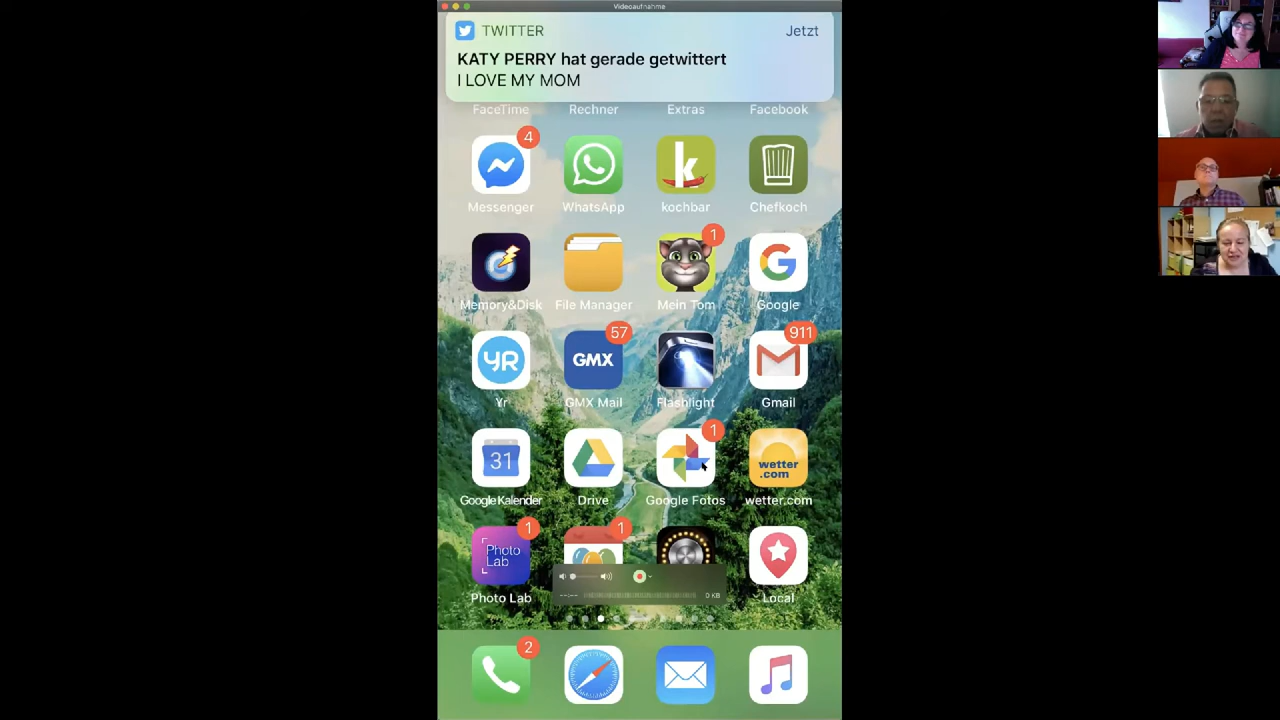 Videoaufnahme
TWITTER Jetzt
KATY PERRY hat gerade getwittert
I LOVE MY MOM
FaceTime Rechner Extras Facebook
4
Messenger WhatsApp kochbar Chefkoch
k
1
Memory&Disk File Manager Mein Tom Google
57 911
YR GMX
Yr GMX Mail Flashlight Gmail
1
31 wetter
.com
Google Kalender Drive Google Fotos wetter.com
1 1
Photo
Lab
--:-- 0 KB
Photo Lab Local
2